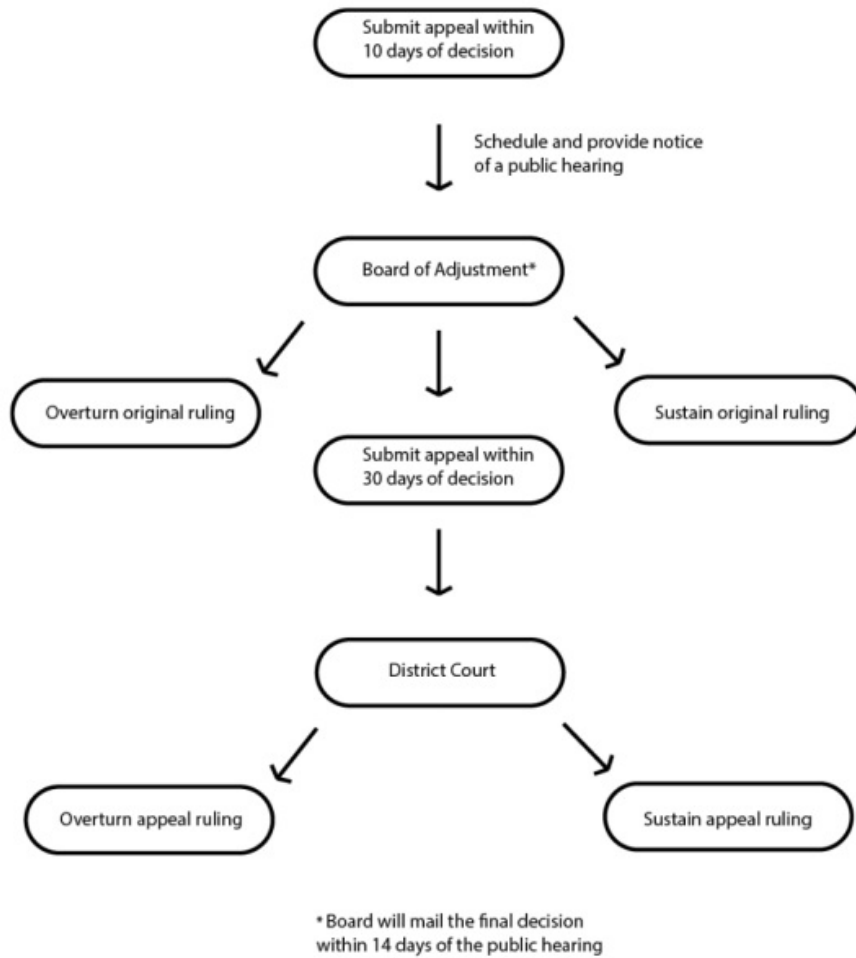 Submit appeal within
10 days of decision
Schedule and provide notice
of a public hearing
Board of Adjustment*
Overturn original ruling
Sustain original ruling
Submit appeal within
30 days of decision
District Court
Overturn appeal ruling
Sustain appeal ruling
* Board will mail the final decision
within 14 days of the public hearing